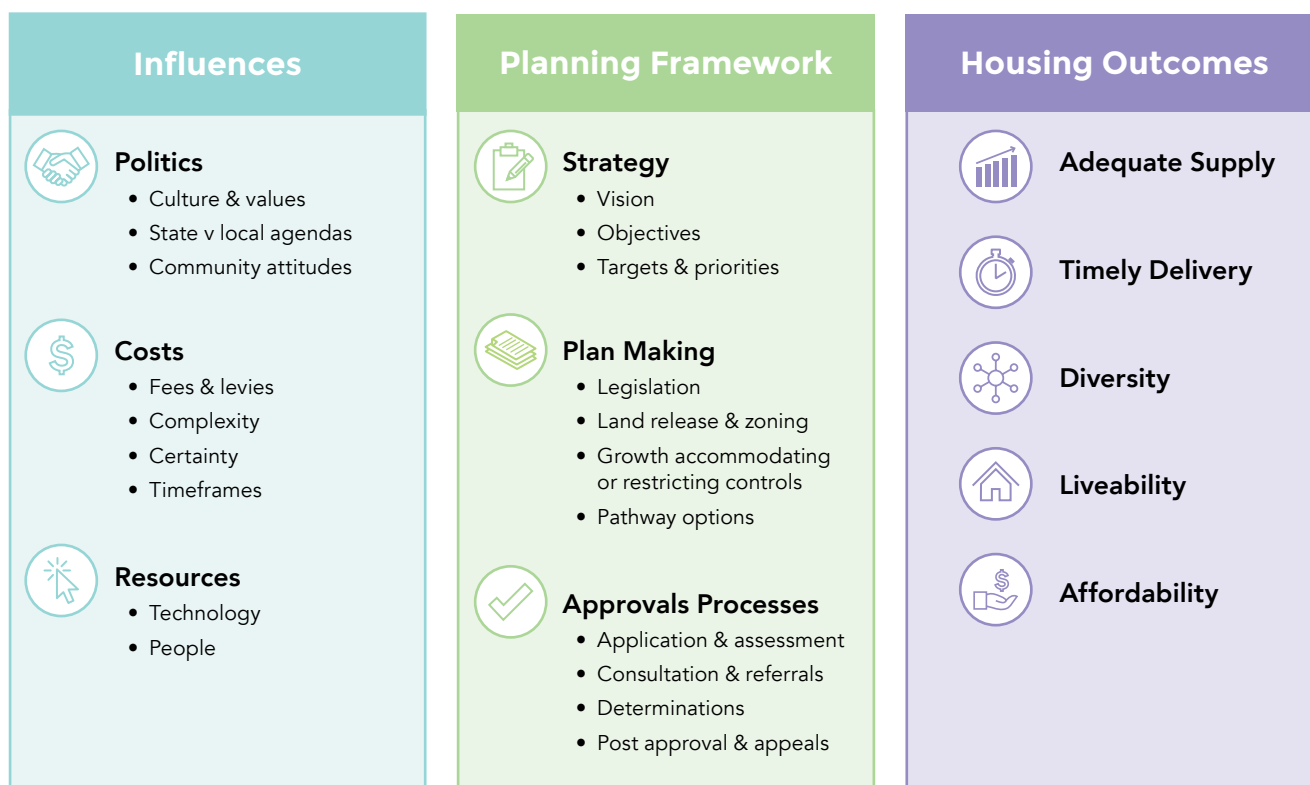 Influences
Politics
• Culture & values
• State v local agendas
• Community attitudes
$
Costs
• Fees & levies
• Complexity
• Certainty
• Timeframes
Resources
• Technology
• People
Planning Framework
Strategy
• Vision
• Objectives
• Targets & priorities
Plan Making
• Legislation
• Land release & zoning
• Growth accommodating
or restricting controls
• Pathway options
Approvals Processes
• Application & assessment
• Consultation & referrals
• Determinations
• Post approval & appeals
Housing Outcomes
Adequate Supply
Timely Delivery
Diversity
Liveability
$
Affordability